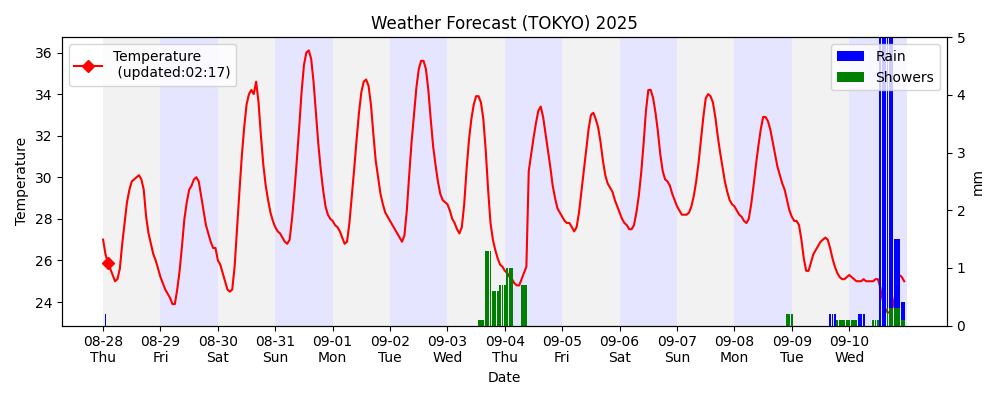 Weather Forecast (TOKYO) 2025
Temperature
(updated:02:17)
Rain
Showers
Temperature
36
34
32
30
28
26
24
5
4
3
2
1
0
mm
08-28 08-29 08-30 08-31 09-01 09-02 09-03 09-04 09-05 09-06 09-07 09-08 09-09 09-10
Thu Fri Sat Sun Mon Tue Wed Thu Fri Sat Sun Mon Tue Wed
Date